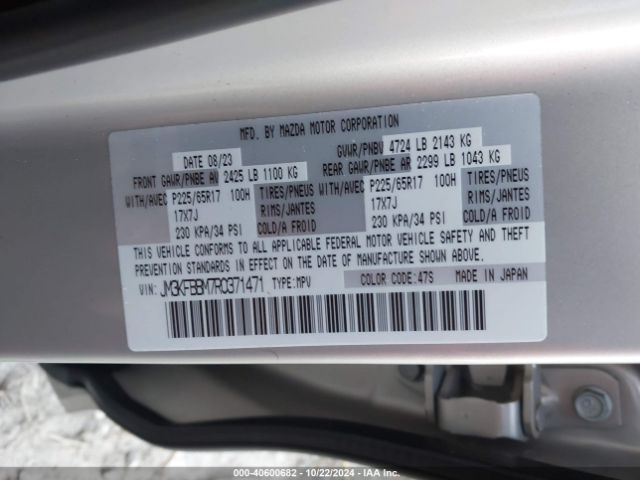 MFD. BY MAZDA MOTOR CORPORATION
DATE 08/23
GVWR/PNBV 4724 LB 2143 KG
FRONT GAWR/PNBE AV 2425 LB 1100 KG
REAR GAWR/PNBE AR 2299 LB 1043 KG
WITH/AVEC P225/65R17 100H TIRES/PNEUS
WITH/AVEC P225/65R17 100H TIRES/PNEUS
17X7J RIMS/JANTES
17X7J RIMS/JANTES
230 KPA/34 PSI COLD/A FROID
230 KPA/34 PSI COLD/A FROID
THIS VEHICLE CONFORMS TO ALL APPLICABLE FEDERAL MOTOR VEHICLE SAFETY AND THEFT
PREVENTION STANDARDS IN EFFECT ON THE DATE OF MANUFACTURE SHOWN ABOVE.
VIN: JM3KFBBM7R0371471 TYPE: MPV
COLOR CODE: 47S MADE IN JAPAN
000-40600682 - 10/22/2024 - IAA Inc.